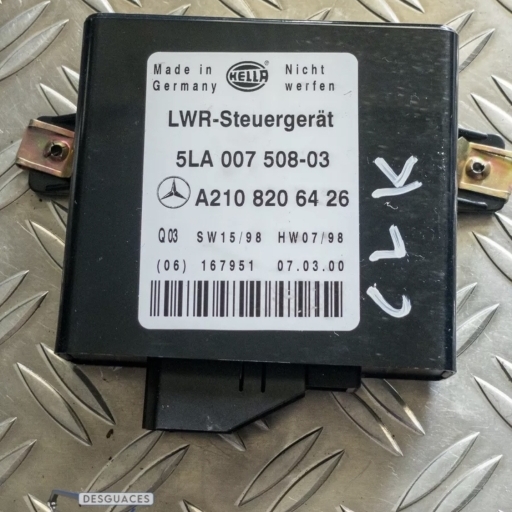 Made in HELLA Nicht
Germany werfen
LWR-Steuergerät
5LA 007 508-03
A210 820 64 26
Q03 SW15/98 HW07/98
(06) 167951 07.03.00
CLK
DESGUACES